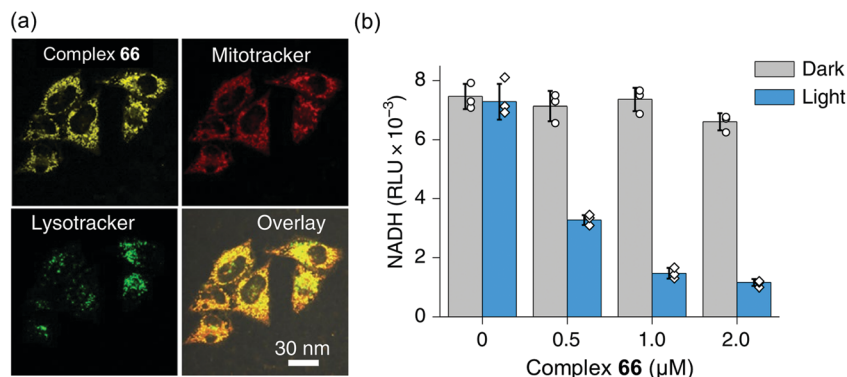 (a)
Complex 66
Mitotracker
Lysotracker
Overlay
30 nm
(b)
NADH (RLU × 10⁻³)
8
6
4
2
0
Dark
Light
0 0.5 1.0 2.0
Complex 66 (µM)